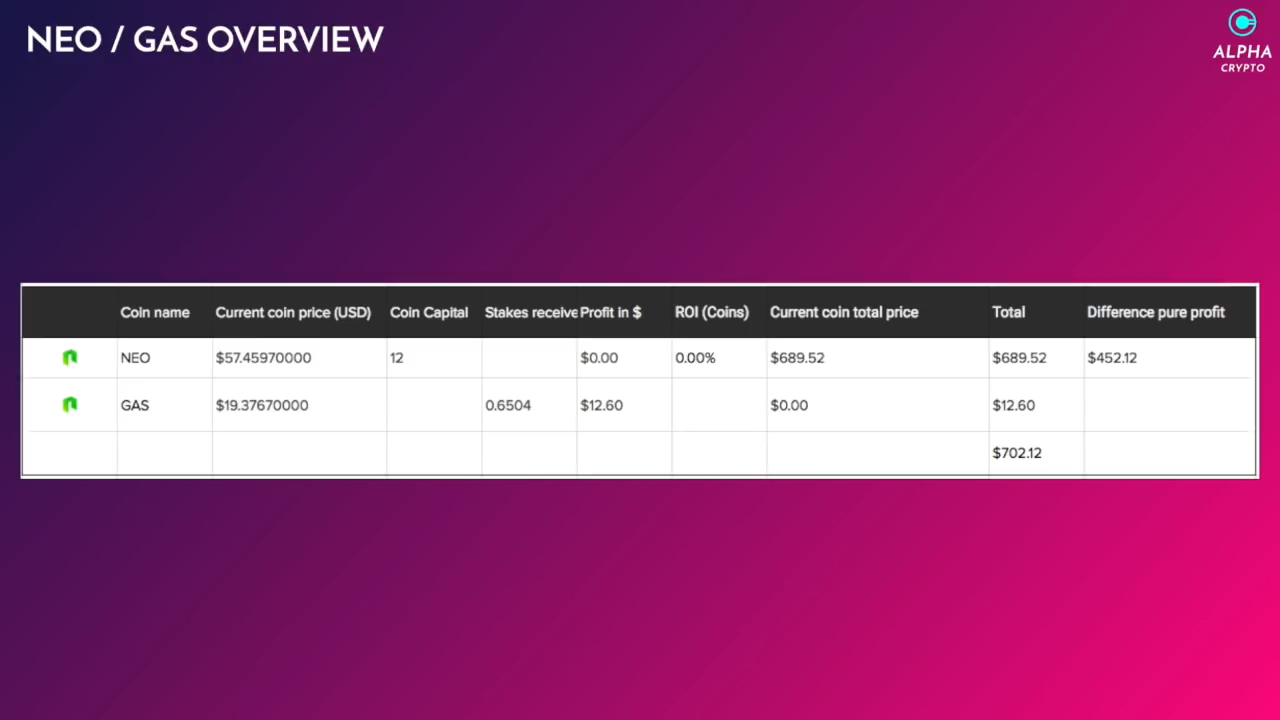 NEO / GAS OVERVIEW
ALPHA
CRYPTO
Coin name Current coin price (USD) Coin Capital Stakes receive Profit in $ ROI (Coins) Current coin total price Total Difference pure profit
NEO $57.45970000 12 $0.00 0.00% $689.52 $689.52 $452.12
GAS $19.37670000 0.6504 $12.60 $0.00 $12.60
$702.12